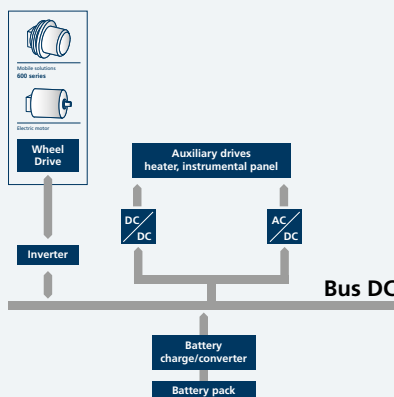 Mobile solutions
600 series
Electric motor
Wheel
Drive
Auxiliary drives
heater, instrumental panel
DC
DC
AC
DC
Inverter
Bus DC
Battery
charge/converter
Battery pack